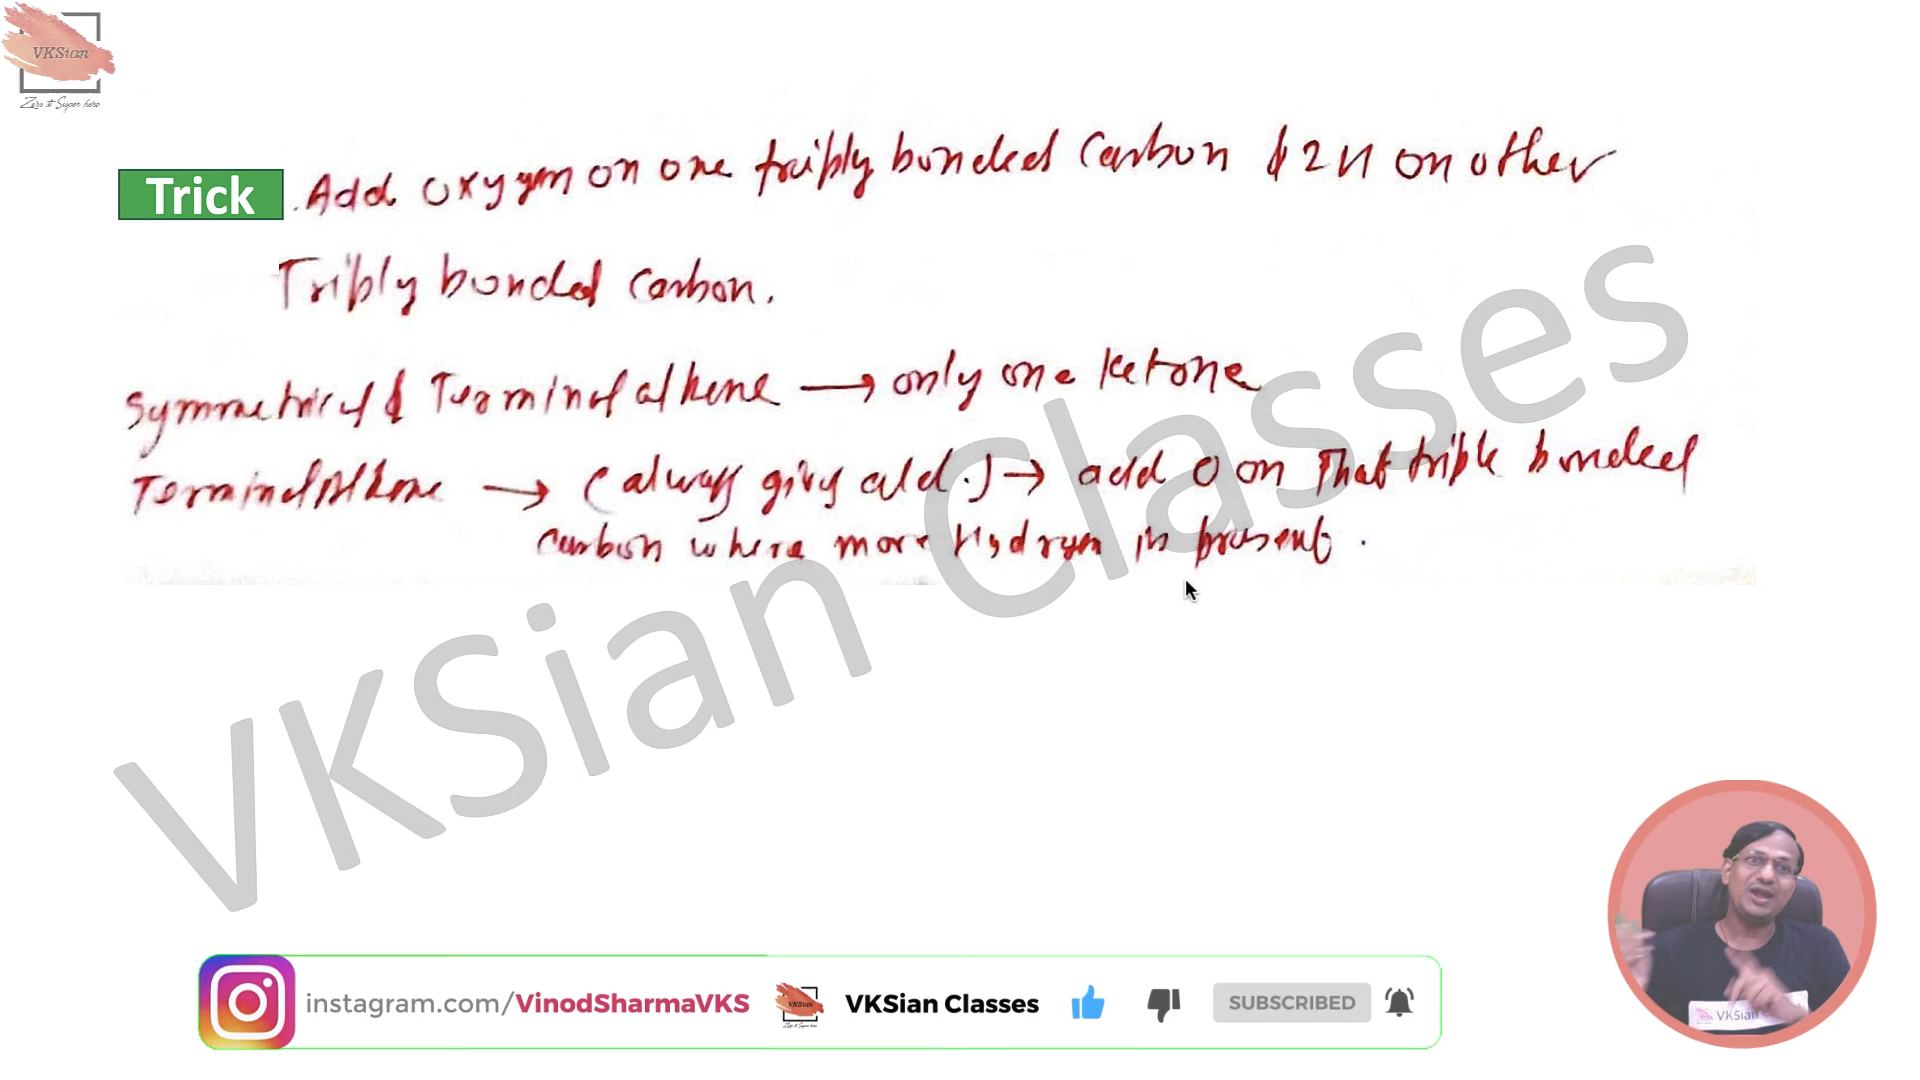 VKSian
Zero to Super hero
Trick
Add oxygen on one triply bonded Carbon & 2H on other
Triply bonded Carbon.
Symmetrical & Terminal alkene → only one ketone
Terminal Alkene → (always give ald.) → add O on That triple bonded
carbon where more Hydrogen is present.
VKSian Classes
instagram.com/VinodSharmaVKS
VKSian
VKSian Classes
SUBSCRIBED
VKSian